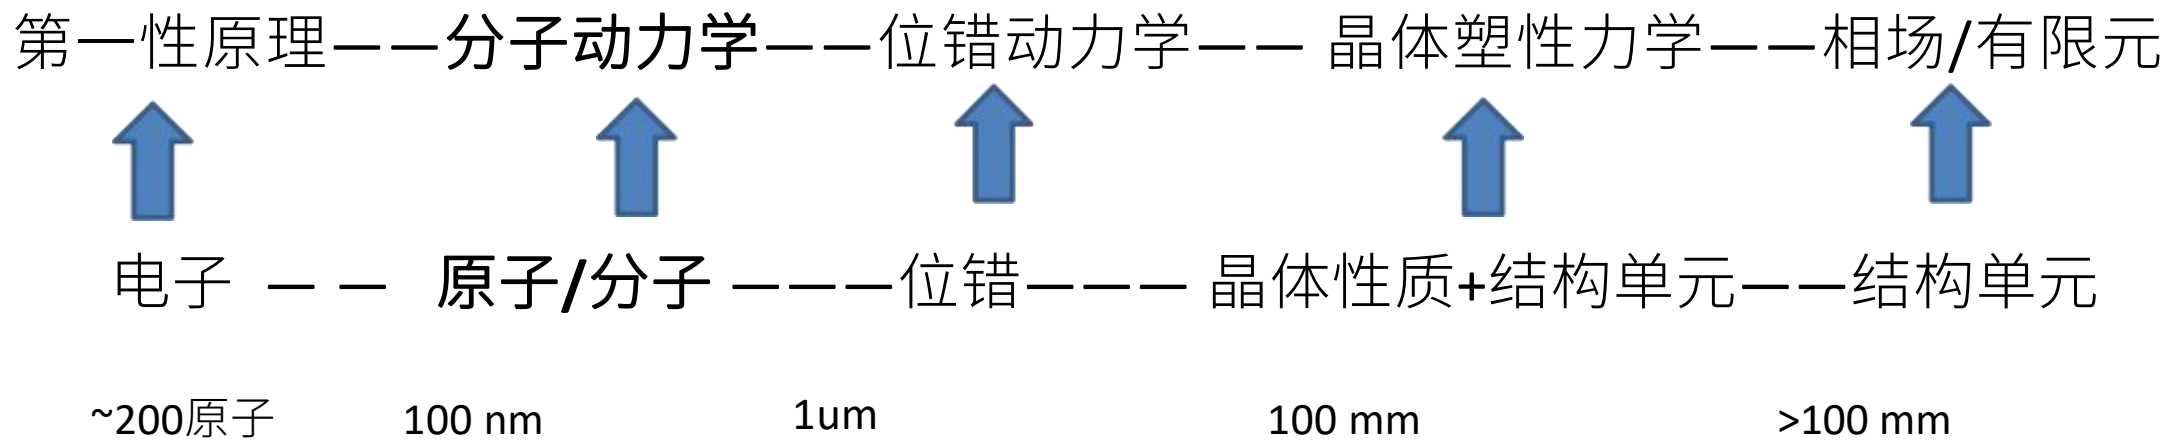 第一性原理——分子动力学——位错动力学—— 晶体塑性力学——相场/有限元
电子 — — 原子/分子 ———位错——— 晶体性质+结构单元——结构单元
~200原子 100 nm 1um 100 mm >100 mm